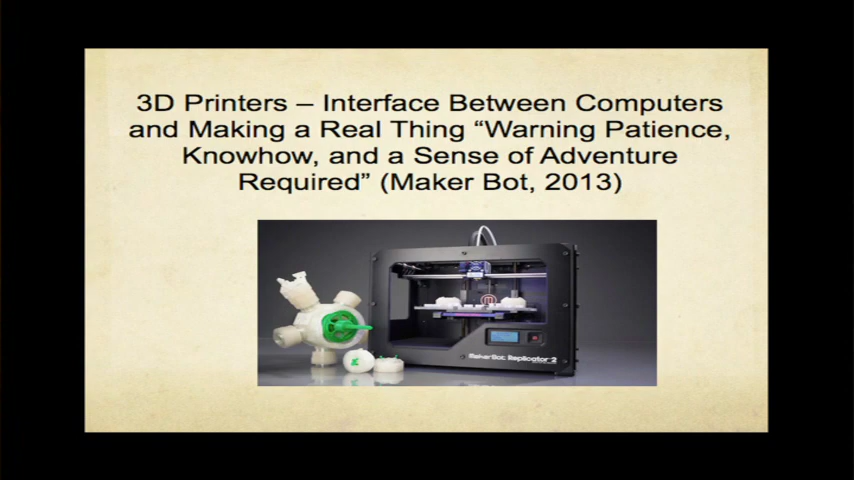 3D Printers – Interface Between Computers
and Making a Real Thing “Warning Patience,
Knowhow, and a Sense of Adventure
Required” (Maker Bot, 2013)
MakerBot Replicator 2